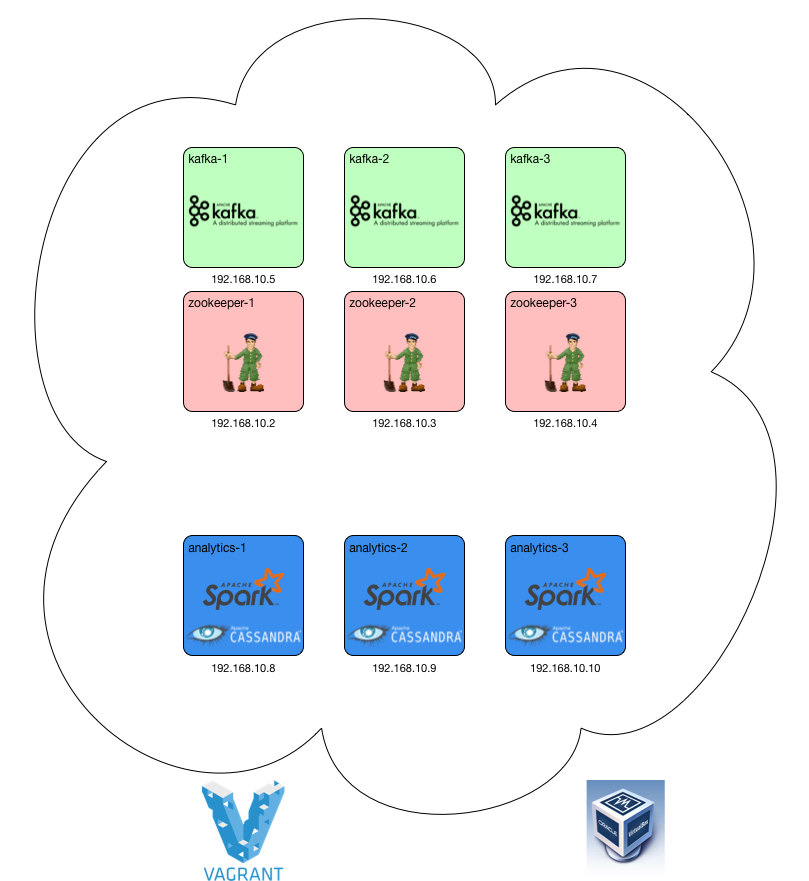 kafka-1
kafka-2
kafka-3
APACHE
kafka
A distributed streaming platform
APACHE
kafka
A distributed streaming platform
APACHE
kafka
A distributed streaming platform
192.168.10.5
192.168.10.6
192.168.10.7
zookeeper-1
zookeeper-2
zookeeper-3
192.168.10.2
192.168.10.3
192.168.10.4
analytics-1
analytics-2
analytics-3
APACHE
Spark
TM
APACHE
Spark
TM
APACHE
Spark
TM
Apache
CASSANDRA
Apache
CASSANDRA
Apache
CASSANDRA
192.168.10.8
192.168.10.9
192.168.10.10
VAGRANT
ORACLE
VirtualBox